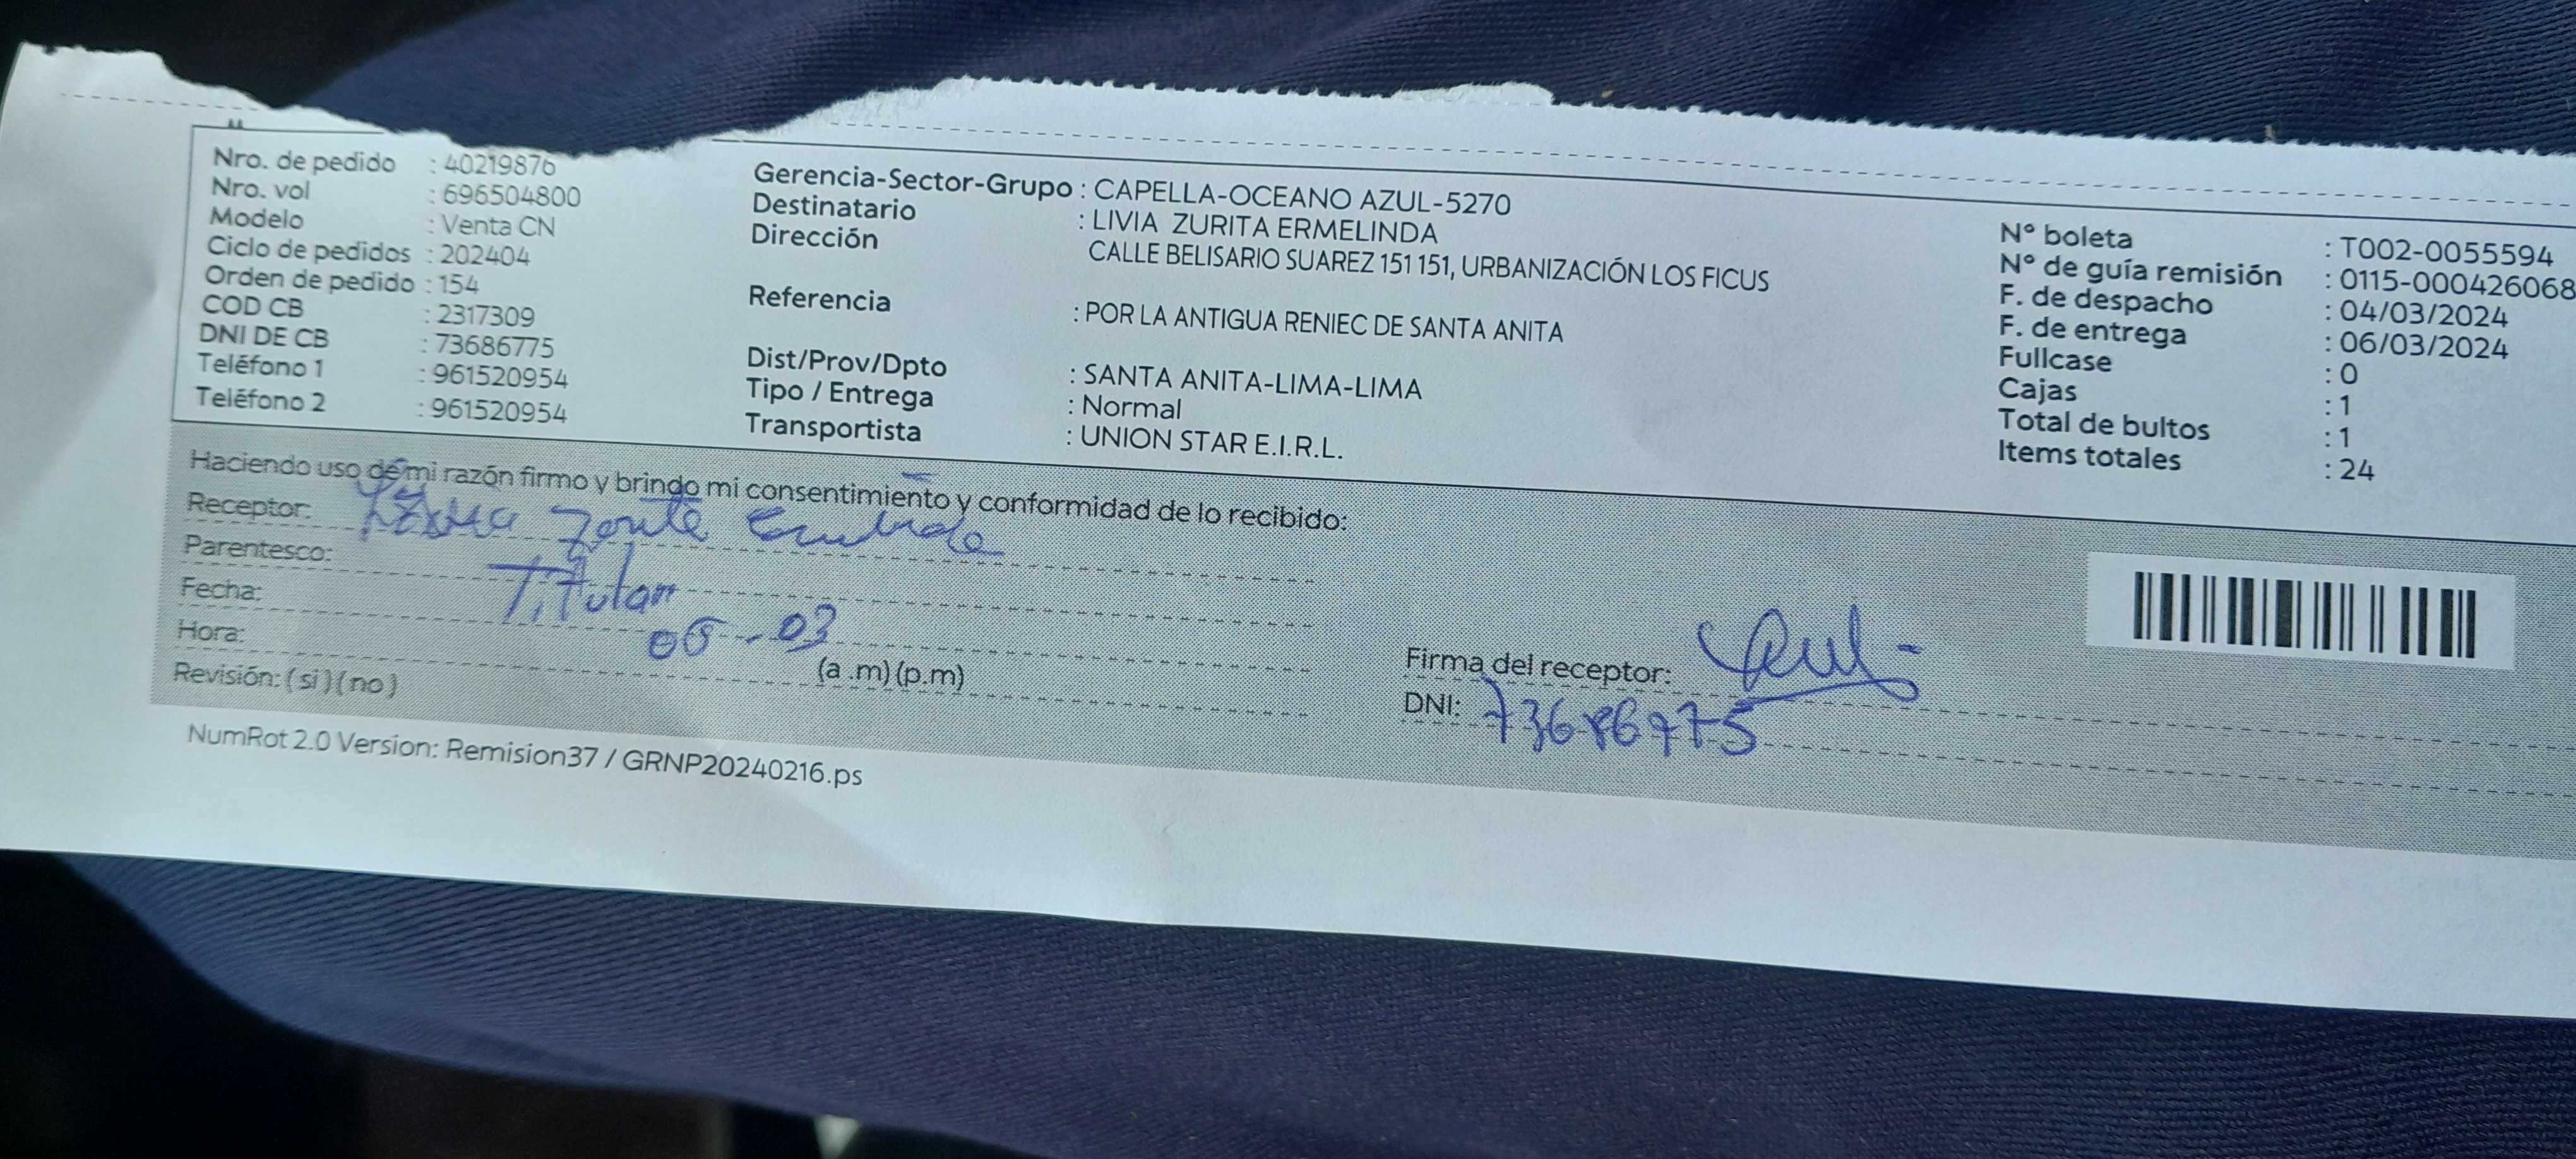 Nro. de pedido : 40219876
Nro. vol : 696504800
Modelo : Venta CN
Ciclo de pedidos : 202404
Orden de pedido : 154
COD CB : 2317309
DNI DE CB : 73686775
Teléfono 1 : 961520954
Teléfono 2 : 961520954
Gerencia-Sector-Grupo : CAPELLA-OCEANO AZUL-5270
Destinatario : LIVIA ZURITA ERMELINDA
Dirección CALLE BELISARIO SUAREZ 151 151, URBANIZACIÓN LOS FICUS
Referencia : POR LA ANTIGUA RENIEC DE SANTA ANITA
Dist/Prov/Dpto : SANTA ANITA-LIMA-LIMA
Tipo / Entrega : Normal
Transportista : UNION STAR E.I.R.L.
N° boleta : T002-0055594
N° de guía remisión : 0115-000426068
F. de despacho : 04/03/2024
F. de entrega : 06/03/2024
Fullcase : 0
Cajas : 1
Total de bultos : 1
Items totales : 24
Haciendo uso de mi razón firmo y brindo mi consentimiento y conformidad de lo recibido:
Receptor:
Parentesco: Titular
Fecha: 03
Hora: (a .m) (p.m)
Revisión: ( si ) ( no )
Firma del receptor:
DNI: 73686775
NumRot 2.0 Version: Remision37 / GRNP20240216.ps